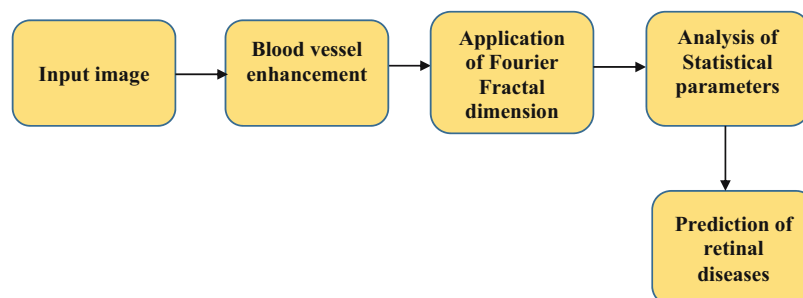 Input image
Blood vessel
enhancement
Application
of Fourier
Fractal
dimension
Analysis of
Statistical
parameters
Prediction of
retinal
diseases